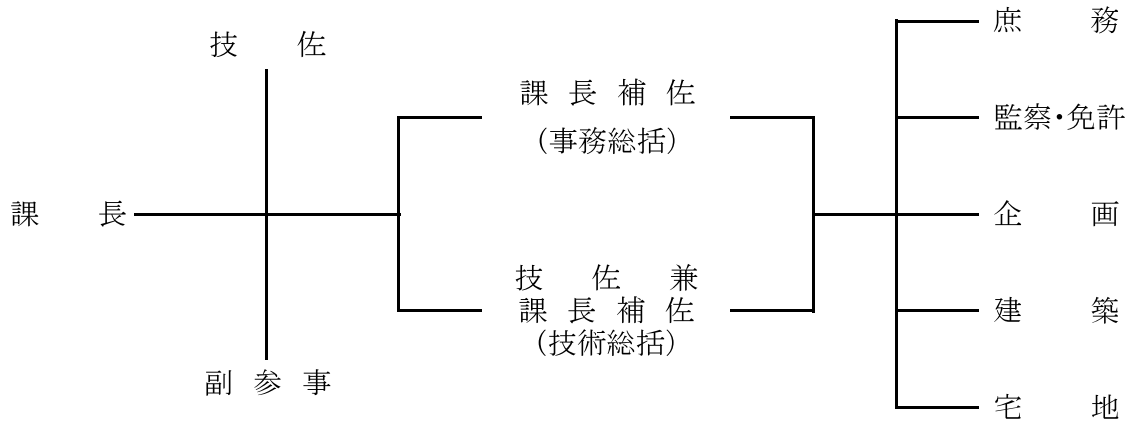 課長
技佐
副参事
課長補佐
(事務総括)
技佐兼
課長補佐
(技術総括)
庶務
監察・免許
企画
建築
宅地